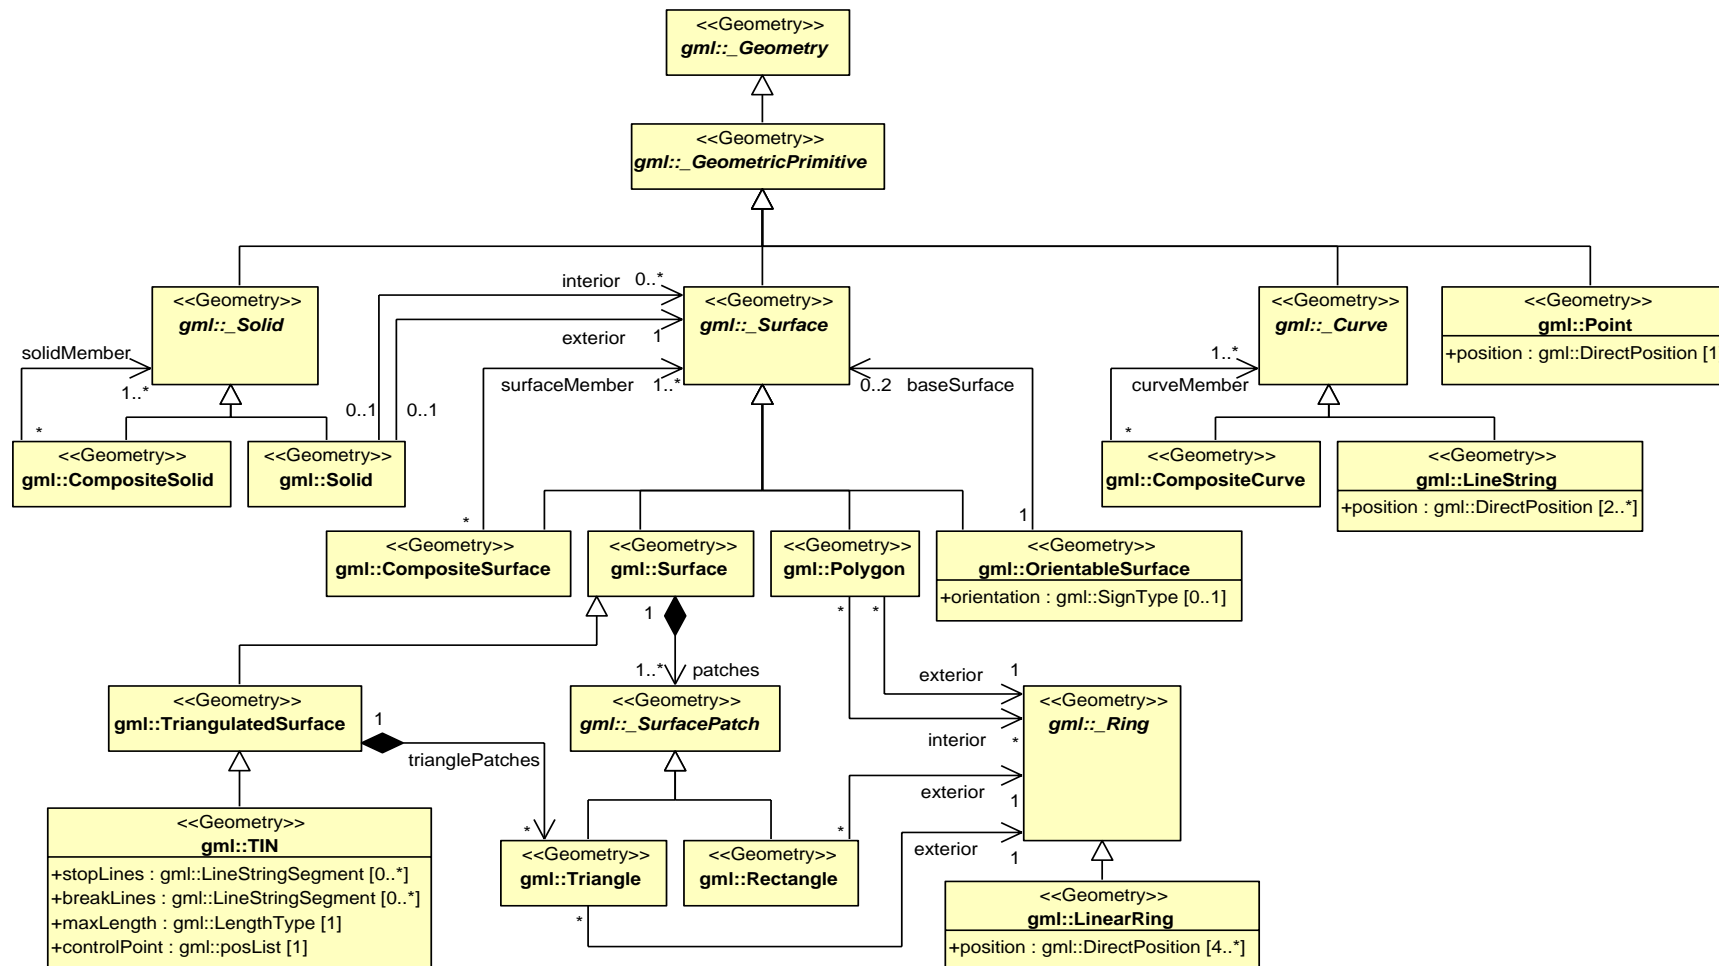 <<Geometry>>
gml::_Geometry
<<Geometry>>
gml::_GeometricPrimitive
interior 0..*
<<Geometry>>
gml::_Solid
<<Geometry>>
gml::_Surface
<<Geometry>>
gml::_Curve
<<Geometry>>
gml::Point
+position : gml::DirectPosition [1
exterior 1
solidMember
1..*
surfaceMember 1..*
0..2 baseSurface
1..*
curveMember
0..1 0..1
*
<<Geometry>>
gml::CompositeSolid
<<Geometry>>
gml::Solid
*
<<Geometry>>
gml::CompositeCurve
<<Geometry>>
gml::LineString
+position : gml::DirectPosition [2..*]
*
1
<<Geometry>>
gml::CompositeSurface
<<Geometry>>
gml::Surface
<<Geometry>>
gml::Polygon
<<Geometry>>
gml::OrientableSurface
+orientation : gml::SignType [0..1]
1
* *
1..* patches
exterior 1
<<Geometry>>
gml::TriangulatedSurface
1
trianglePatches
<<Geometry>>
gml::_SurfacePatch
<<Geometry>>
gml::_Ring
interior *
exterior 1
*
*
exterior 1
<<Geometry>>
gml::TIN
+stopLines : gml::LineStringSegment [0..*]
+breakLines : gml::LineStringSegment [0..*]
+maxLength : gml::LengthType [1]
+controlPoint : gml::posList [1]
<<Geometry>>
gml::Triangle
<<Geometry>>
gml::Rectangle
*
<<Geometry>>
gml::LinearRing
+position : gml::DirectPosition [4..*]